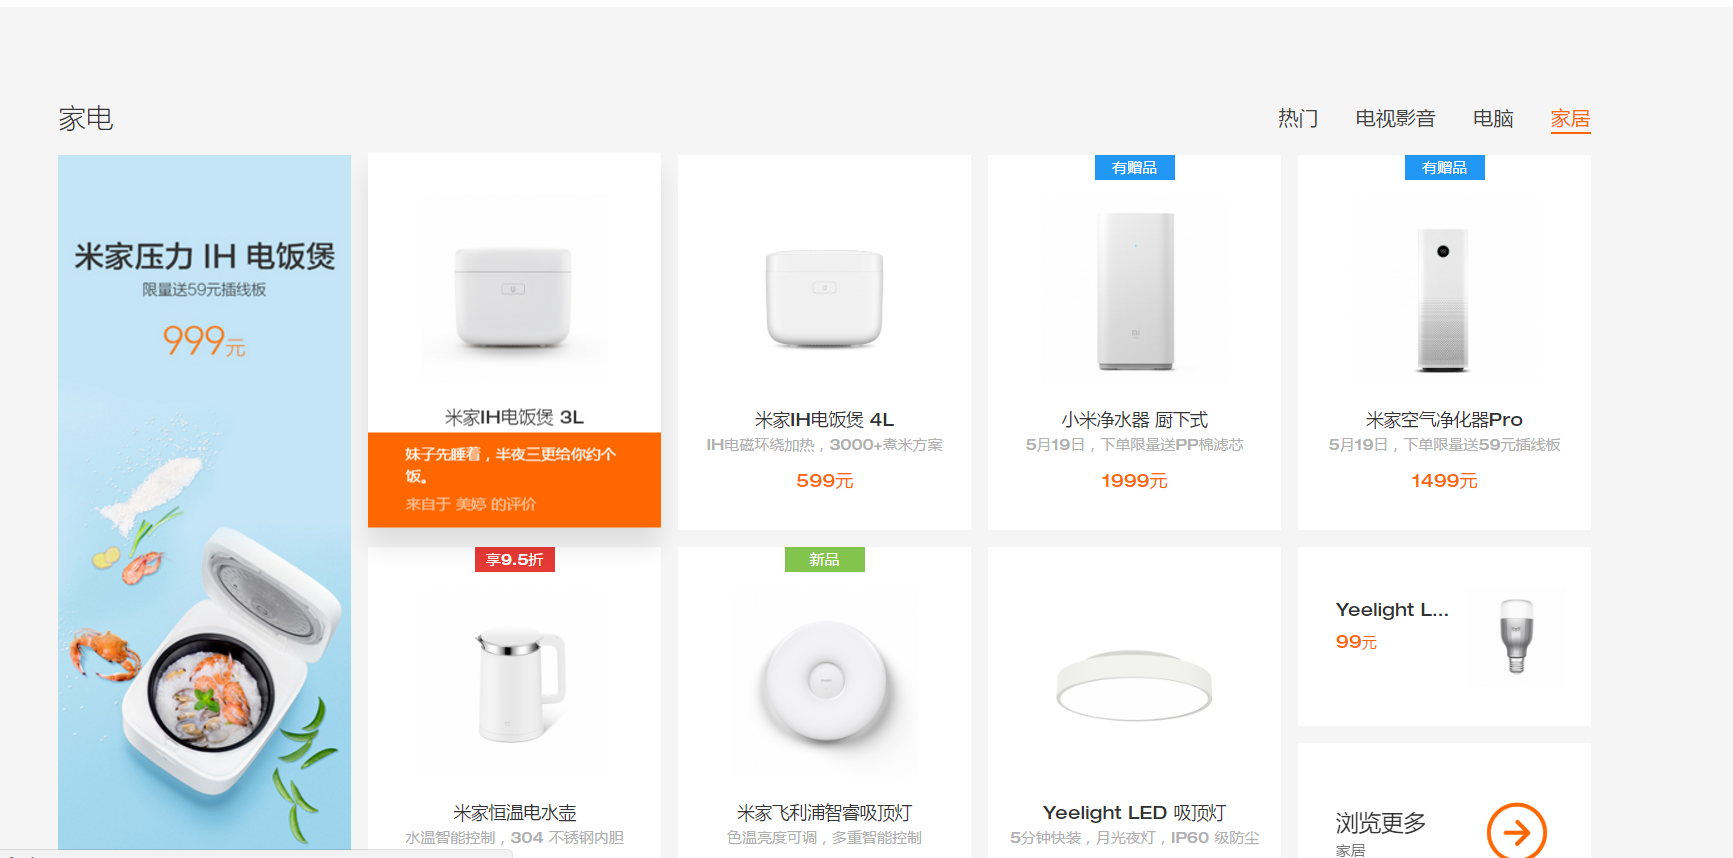 家电
热门
电视影音
电脑
家居
米家压力 IH 电饭煲
限量送59元插线板
999元
米家IH电饭煲 3L
妹子先睡着，半夜三更给你约个
饭。
来自于 美婷 的评价
米家IH电饭煲 4L
IH电磁环绕加热，3000+煮米方案
599元
有赠品
小米净水器 厨下式
5月19日，下单限量送PP棉滤芯
1999元
有赠品
米家空气净化器Pro
5月19日，下单限量送59元插线板
1499元
享9.5折
米家恒温电水壶
水温智能控制，304 不锈钢内胆
新品
米家飞利浦智睿吸顶灯
色温亮度可调，多重智能控制
Yeelight LED 吸顶灯
5分钟快装，月光夜灯，IP60 级防尘
Yeelight L...
99元
浏览更多
家居